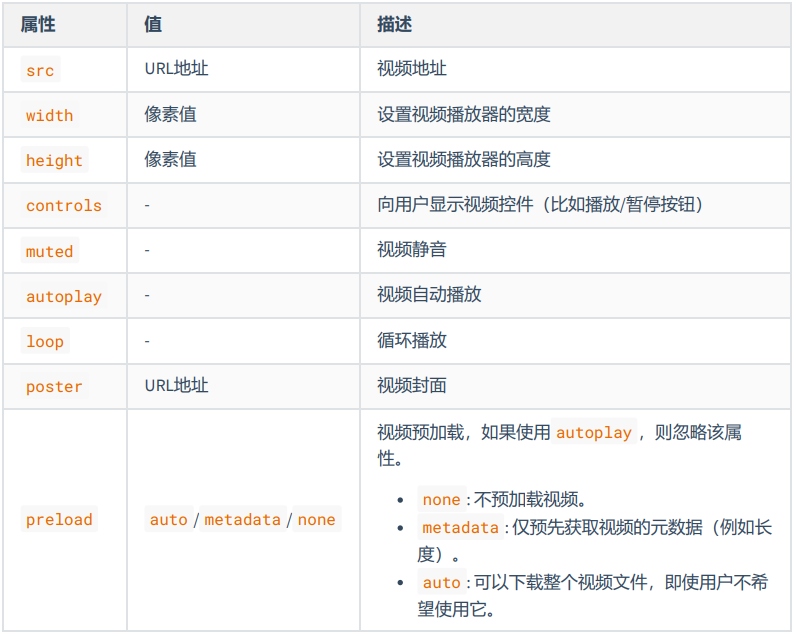 属性 值 描述
src URL地址 视频地址
width 像素值 设置视频播放器的宽度
height 像素值 设置视频播放器的高度
controls - 向用户显示视频控件（比如播放/暂停按钮）
muted - 视频静音
autoplay - 视频自动播放
loop - 循环播放
poster URL地址 视频封面
preload auto / metadata / none 视频预加载，如果使用 autoplay ，则忽略该属
性。
• none : 不预加载视频。
• metadata : 仅预先获取视频的元数据（例如长
度）。
• auto : 可以下载整个视频文件，即使用户不希
望使用它。